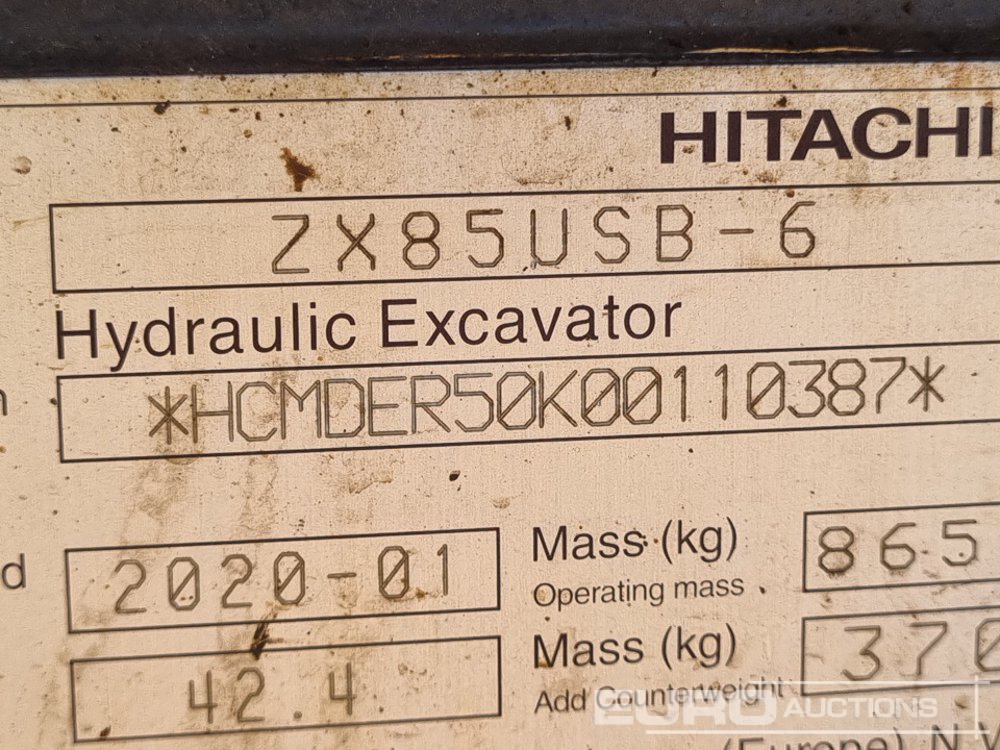 HITACHI
ZX85USB-6
Hydraulic Excavator
n
*HCMDER50K00110387*
d 2020-01 Mass (kg) 865
Operating mass
42.4 Mass (kg) 370
Add Counterweight
EURO AUCTIONS
(Europe) N.V